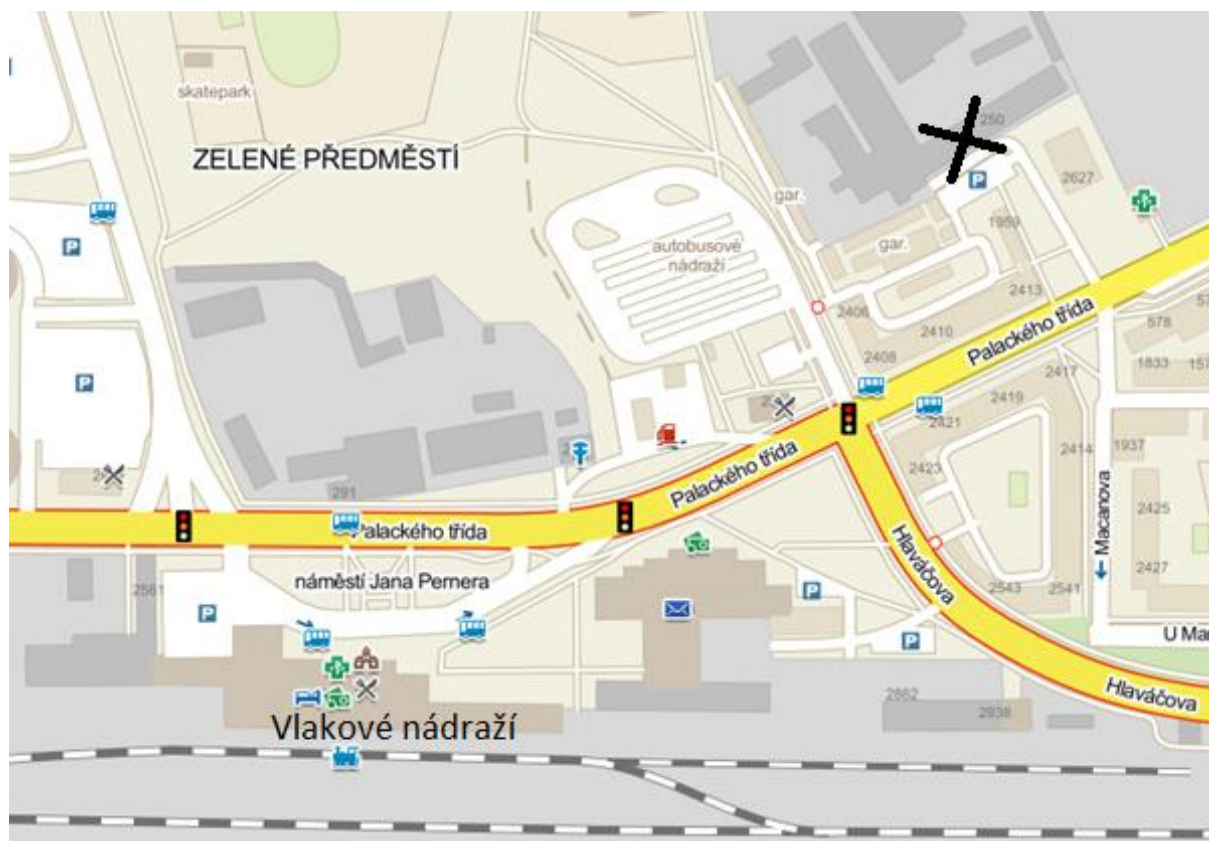 skatepark
250
ZELENÉ PŘEDMĚSTÍ
2627
gar.
1959
autobusové
nádraží
gar.
2413
2406
2410
Palackého třída
578
2408
2417
1833
2419
2421
Palackého třída
2414
1937
2423
291
2425
Palackého třída
Macanova
Hlaváčova
2427
náměstí Jana Pernera
2561
2543
2541
U Mac
2862
Hlaváčova
2838
Vlakové nádraží